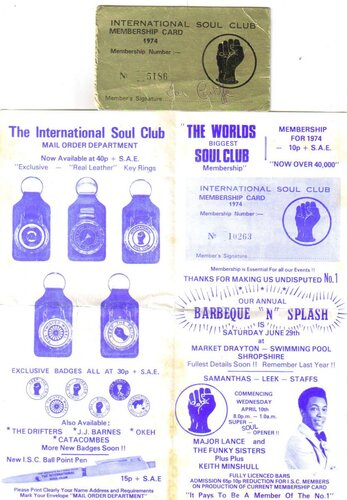 INTERNATIONAL SOUL CLUB
MEMBERSHIP CARD
1974
Membership Number :-
No 5186
Member's Signature
The International Soul Club
MAIL ORDER DEPARTMENT
Now Available at 40p + S.A.E.
"Exclusive - "Real Leather" Key Rings
EXCLUSIVE BADGES ALL AT 30p + S.A.E.
Also Available:
*THE DRIFTERS *J.J. BARNES *OKEH
*CATACOMBES
More New Badges Soon !!
New I.S.C. Ball Point Pen
15p + S.A.E.
Please Print Clearly Your Name Address and Requirements
Mark Your Envelope "MAIL ORDER DEPARTMENT"
"THE WORLDS
BIGGEST
SOUL CLUB
Membership"
MEMBERSHIP
FOR 1974
- 10p + S.A.E.
"NOW OVER 40,000"
INTERNATIONAL SOUL CLUB
MEMBERSHIP CARD
1974
Membership Number :-
No 10263
Member's Signature
Membership is Essential For all our Events !!
THANKS FOR MAKING US UNDISPUTED No.1
OUR ANNUAL
BARBEQUE "N" SPLASH
IS
SATURDAY JUNE 29th
AT
MARKET DRAYTON - SWIMMING POOL
SHROPSHIRE
Fullest Details Soon !! Remember Last Year !!
SAMANTHAS - LEEK - STAFFS
COMMENCING
WEDNESDAY
APRIL 10th
8.p.m - 1.a.m.
SUPER-
SOUL
OPENER !
MAJOR LANCE and
THE FUNKY SISTERS
Plus Plus
KEITH MINSHULL
FULLY LICENCED BARS
ADMISSION 65p 10p REDUCTION FOR I.S.C. MEMBERS
ON PRODUCTION OF CURRENT MEMBERSHIP CARD
"It Pays To Be A Member Of The No.1"